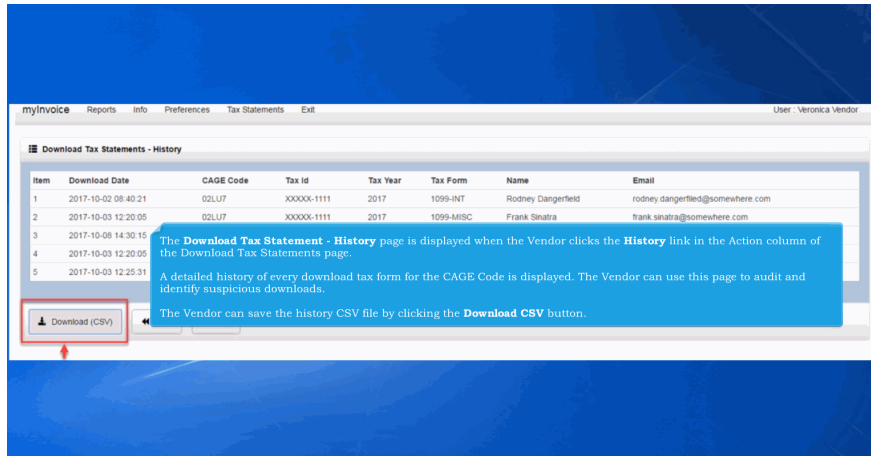 myInvoice Reports Info Preferences Tax Statements Exit User : Veronica Vendor
Download Tax Statements - History
Item Download Date CAGE Code Tax Id Tax Year Tax Form Name Email
1 2017-10-02 08:40:21 02LU7 XXXXX-1111 2017 1099-INT Rodney Dangerfield rodney.dangerflied@somewhere.com
2 2017-10-03 12:20:05 02LU7 XXXXX-1111 2017 1099-MISC Frank Sinatra frank.sinatra@somewhere.com
3 2017-10-08 14:30:15
4 2017-10-03 12:20:05
5 2017-10-03 12:25:31
The Download Tax Statement - History page is displayed when the Vendor clicks the History link in the Action column of
the Download Tax Statements page.
A detailed history of every download tax form for the CAGE Code is displayed. The Vendor can use this page to audit and
identify suspicious downloads.
The Vendor can save the history CSV file by clicking the Download CSV button.
Download (CSV)